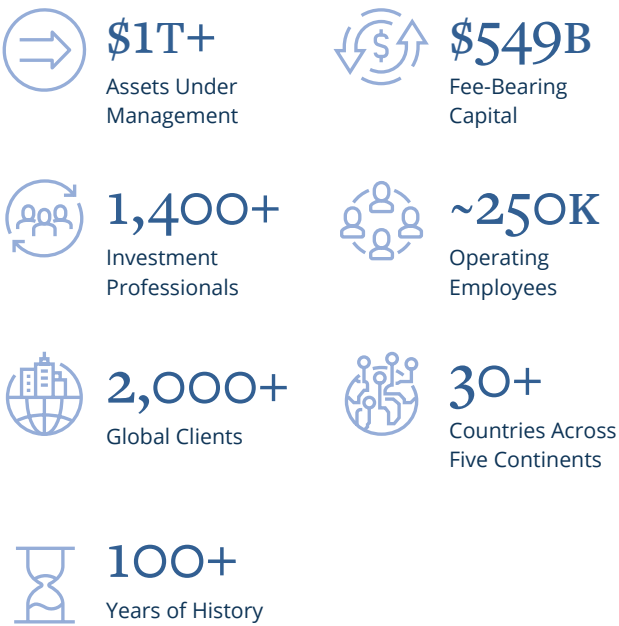 $1T+
Assets Under
Management
$549B
Fee-Bearing
Capital
1,400+
Investment
Professionals
~250K
Operating
Employees
2,000+
Global Clients
30+
Countries Across
Five Continents
100+
Years of History